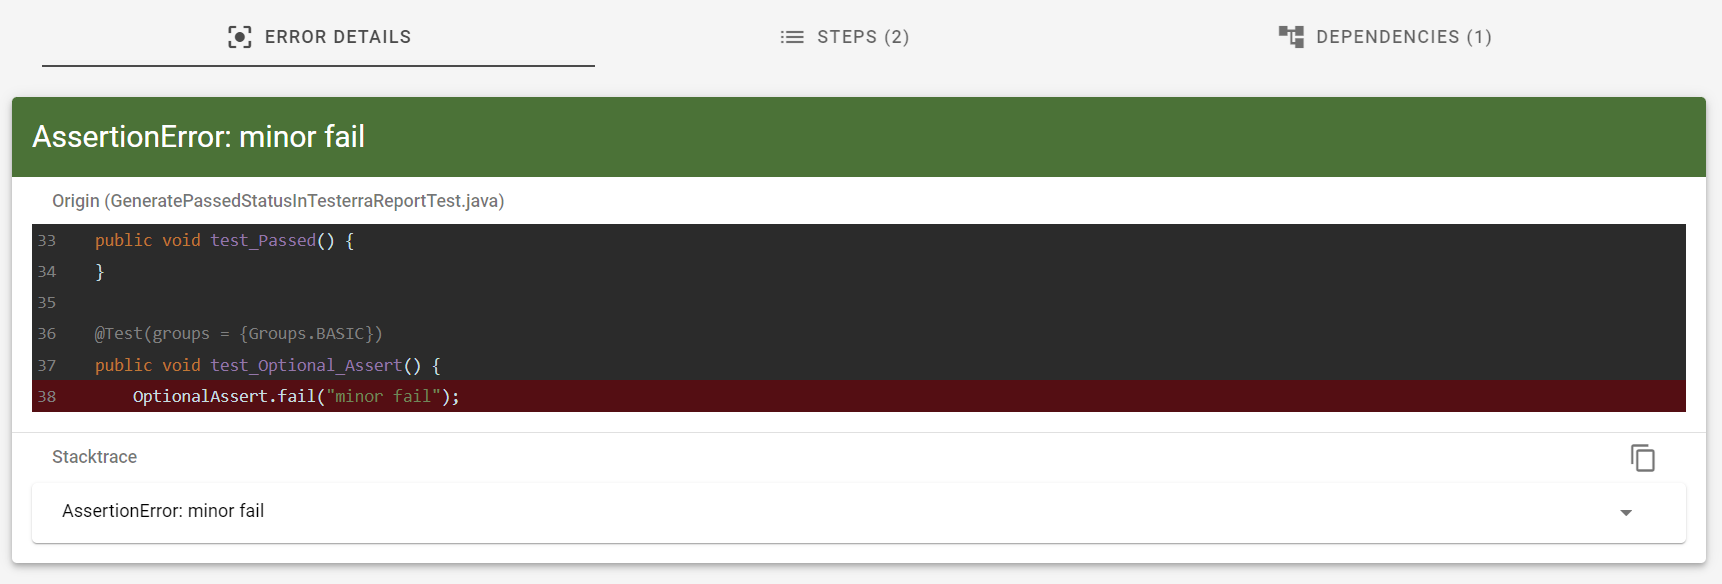 ERROR DETAILS
STEPS (2)
DEPENDENCIES (1)
AssertionError: minor fail
Origin (GeneratePassedStatusInTesterraReportTest.java)
33    public void test_Passed() {
34    }
35
36    @Test(groups = {Groups.BASIC})
37    public void test_Optional_Assert() {
38        OptionalAssert.fail("minor fail");
Stacktrace
AssertionError: minor fail